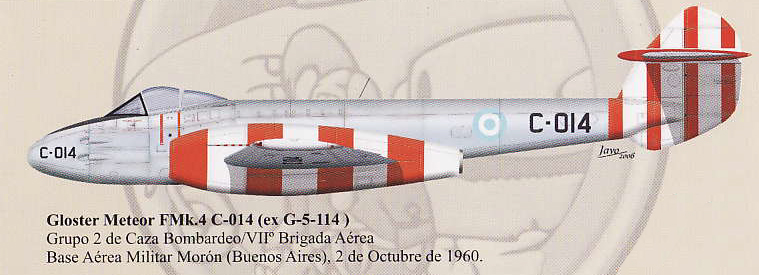 C-014
C-014
Javo
2006
Gloster Meteor FMk.4 C-014 (ex G-5-114 )
Grupo 2 de Caza Bombardeo/VIIº Brigada Aérea
Base Aérea Militar Morón (Buenos Aires), 2 de Octubre de 1960.